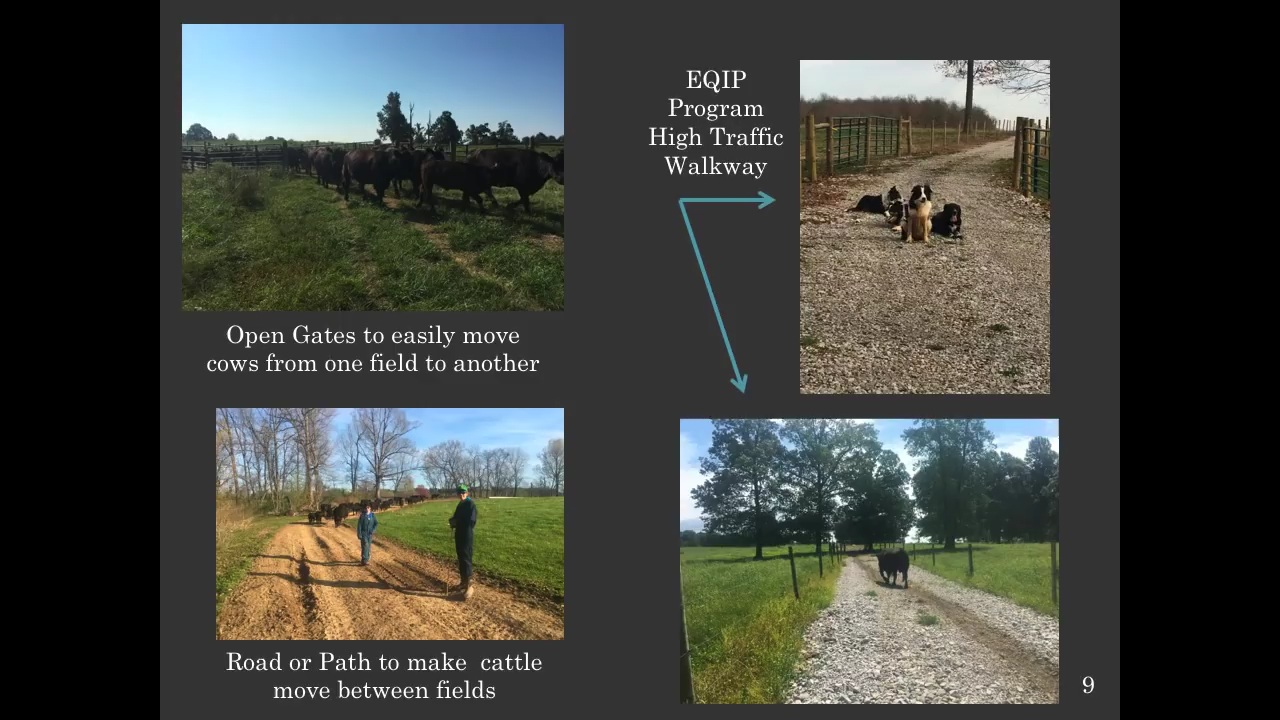 EQIP
Program
High Traffic
Walkway
Open Gates to easily move
cows from one field to another
Road or Path to make  cattle
move between fields
9